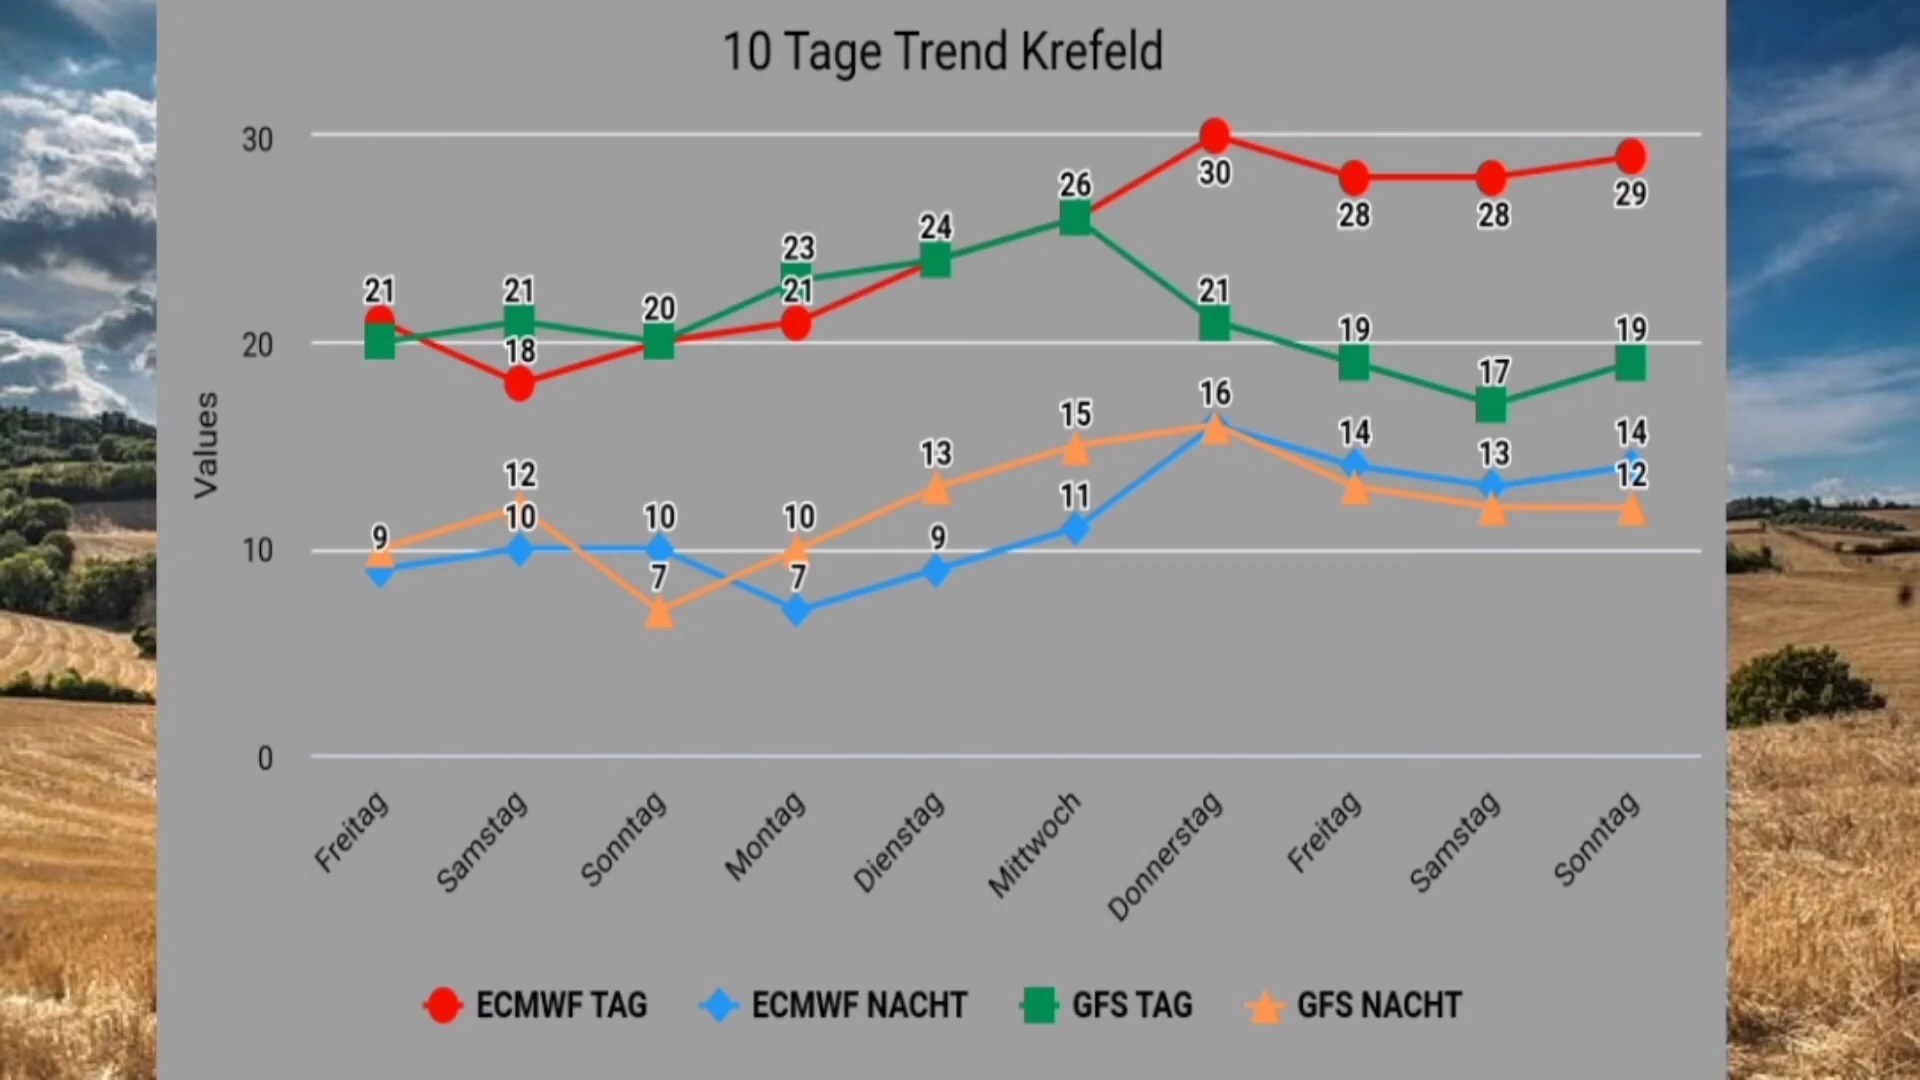 10 Tage Trend Krefeld
30
20
10
0
Values
21 21 20 23 24 26 30 28 28 29
18 21 21 19 17 19
9 12 10 10 13 15 16 14 13 14
10 7 7 9 11 12
Freitag Samstag Sonntag Montag Dienstag Mittwoch Donnerstag Freitag Samstag Sonntag
ECMWF TAG ECMWF NACHT GFS TAG GFS NACHT